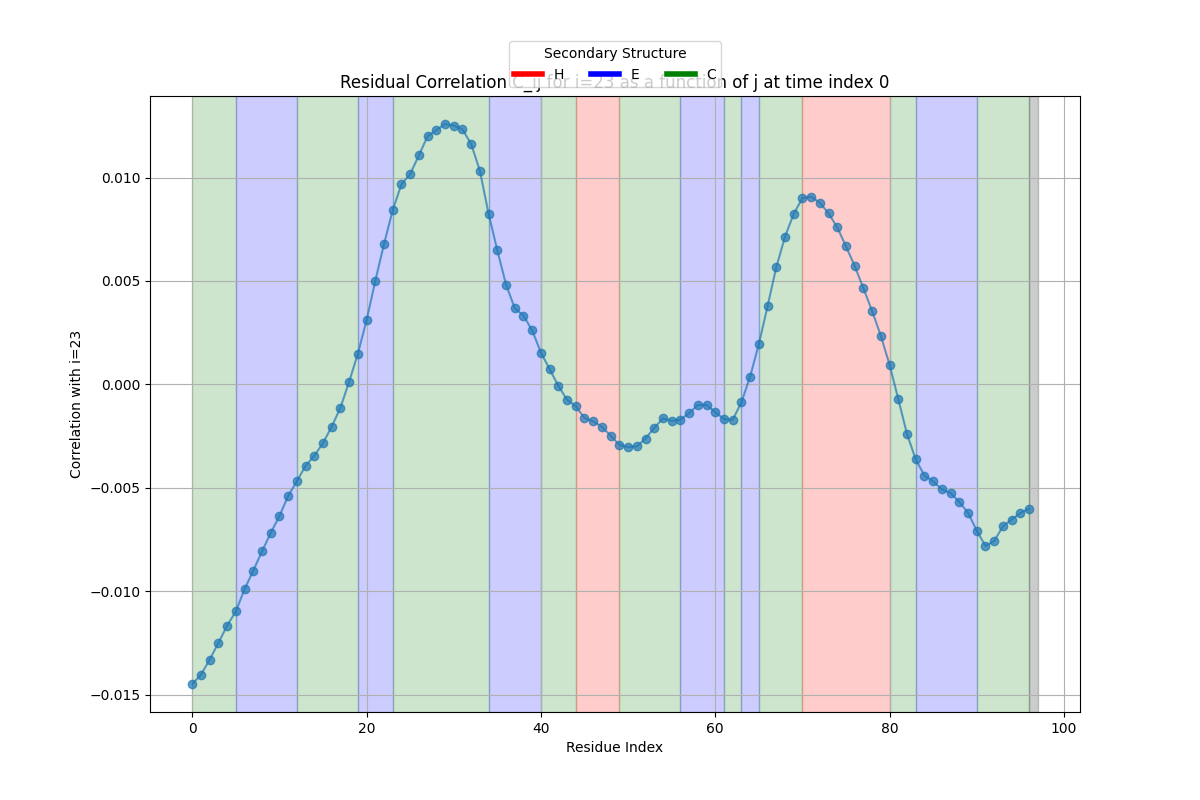 Secondary Structure
H E C
Residual Correlation C_ij for i=23 as a function of j at time index 0
0.010
0.005
0.000
−0.005
−0.010
−0.015
Correlation with i=23
0 20 40 60 80 100
Residue Index